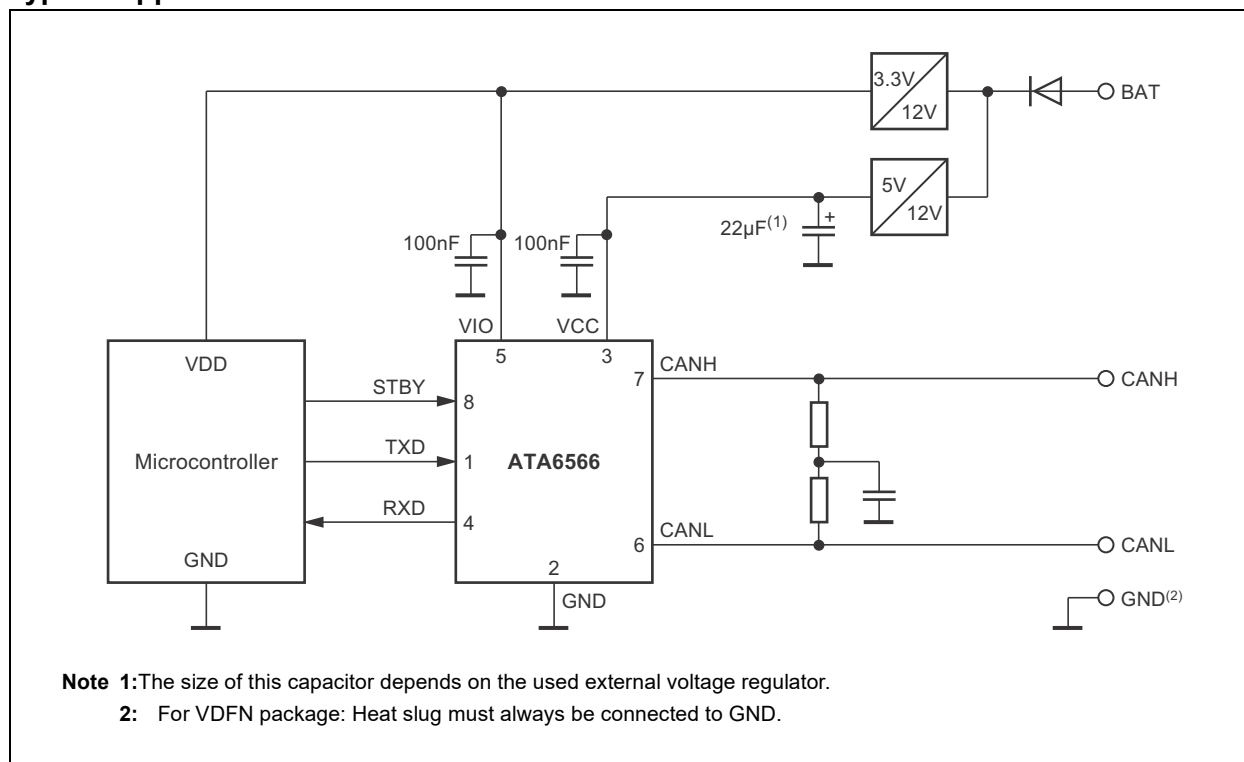 3.3V
12V
BAT
5V
12V
22µF(1)
+
100nF
100nF
VIO
VCC
5
3
VDD
CANH
7
CANH
STBY
8
TXD
1
Microcontroller
ATA6566
RXD
4
CANL
6
CANL
GND
2
GND
GND(2)
Note 1:The size of this capacitor depends on the used external voltage regulator.
2: For VDFN package: Heat slug must always be connected to GND.